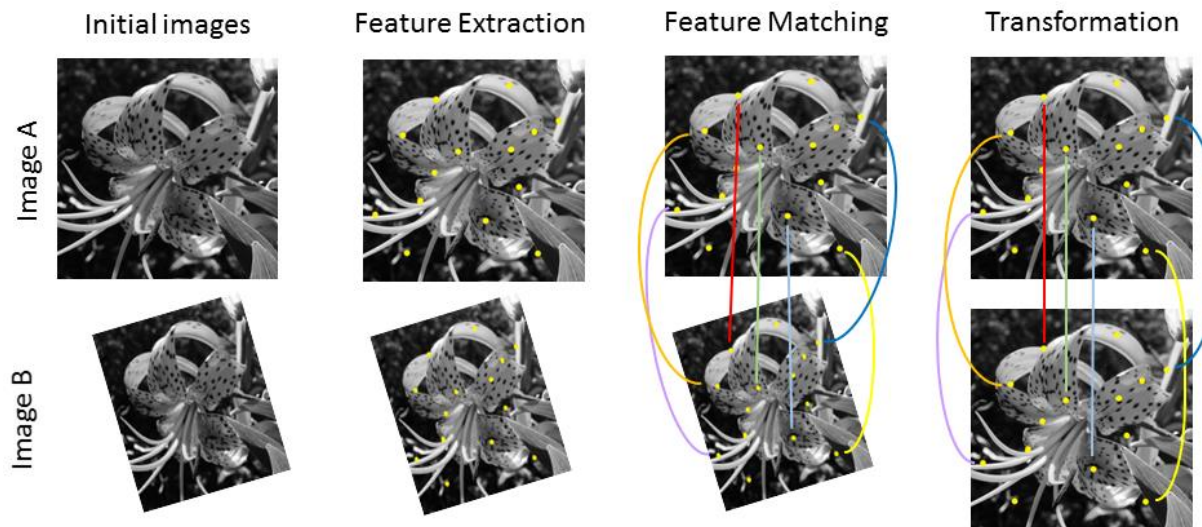 Initial images
Feature Extraction
Feature Matching
Transformation
Image A
Image B